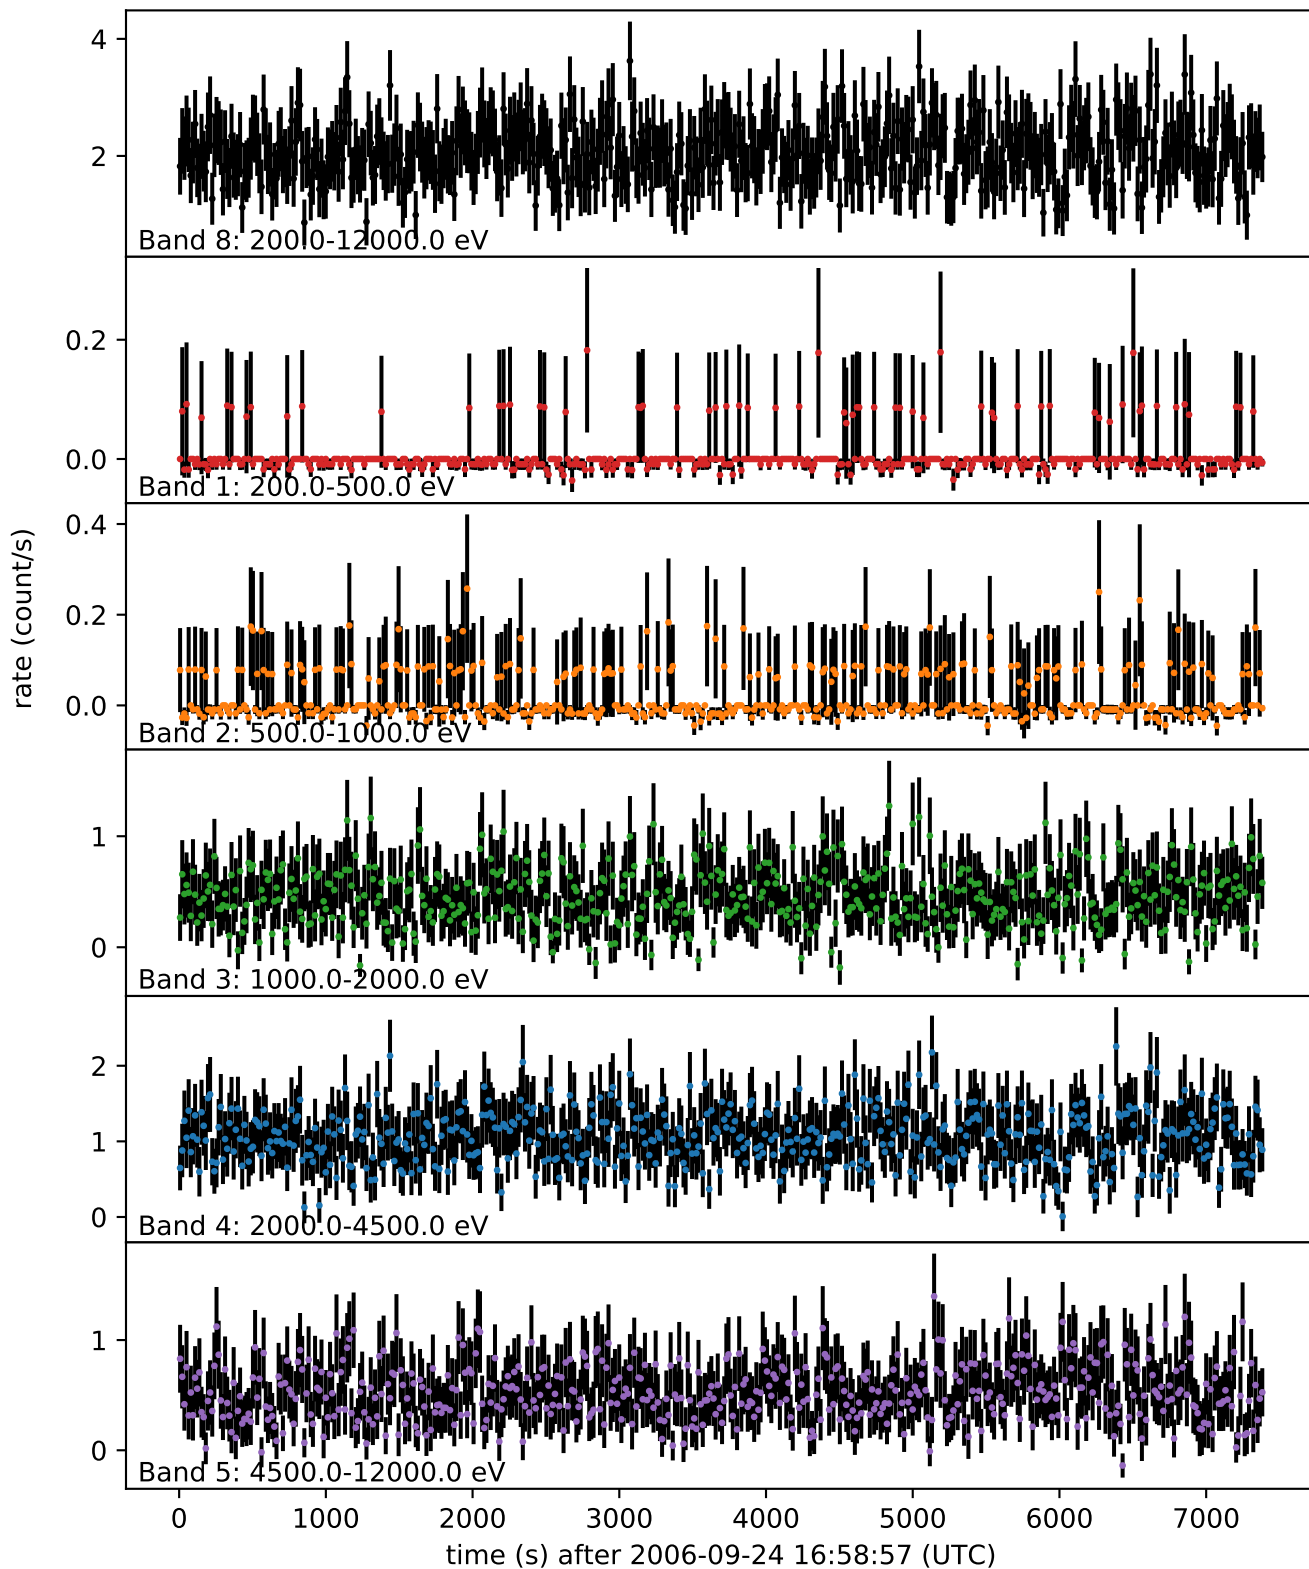 4
2
Band 8: 200.0-12000.0 eV
0.2
0.0
Band 1: 200.0-500.0 eV
0.4
0.2
0.0
Band 2: 500.0-1000.0 eV
rate (count/s)
1
0
Band 3: 1000.0-2000.0 eV
2
1
0
Band 4: 2000.0-4500.0 eV
1
0
Band 5: 4500.0-12000.0 eV
0 1000 2000 3000 4000 5000 6000 7000
time (s) after 2006-09-24 16:58:57 (UTC)